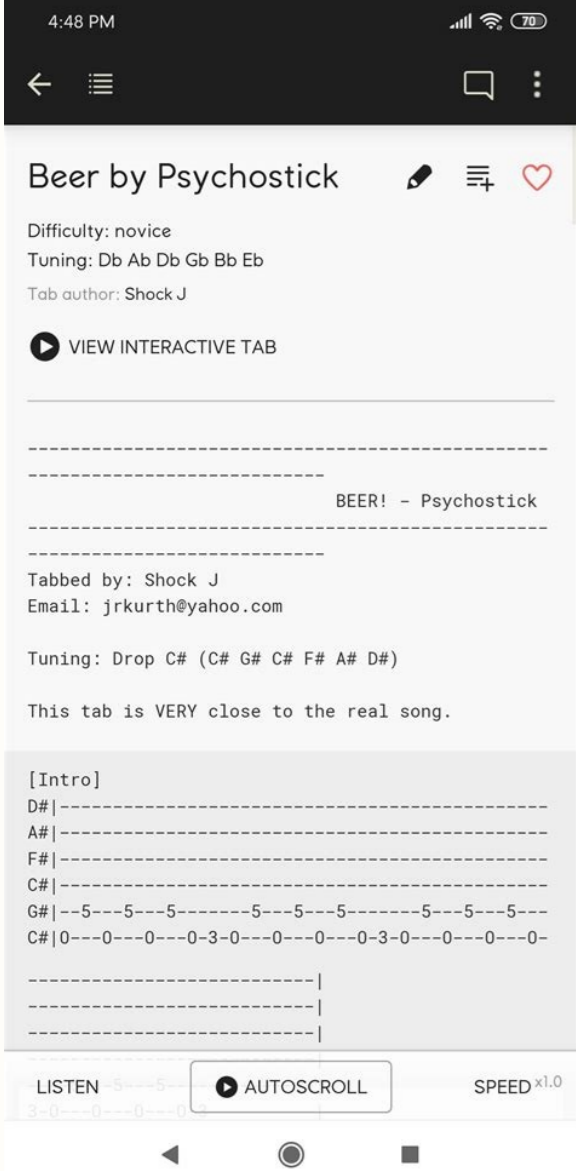 4:48 PM
70
Beer by Psychostick
Difficulty: novice
Tuning: Db Ab Db Gb Bb Eb
Tab author: Shock J
VIEW INTERACTIVE TAB
-------------------------------------------------
----------------------------
BEER! - Psychostick
-------------------------------------------------
----------------------------
Tabbed by: Shock J
Email: jrkurth@yahoo.com
Tuning: Drop C# (C# G# C# F# A# D#)
This tab is VERY close to the real song.
[Intro]
D#|----------------------------------------------
A#|----------------------------------------------
F#|----------------------------------------------
C#|----------------------------------------------
G#|--5---5---5-------5---5---5-------5---5---5---
C#|0---0---0---0-3-0---0---0---0-3-0---0---0---0-
---------------------------|
---------------------------|
---------------------------|
LISTEN
AUTOSCROLL
SPEED x1.0